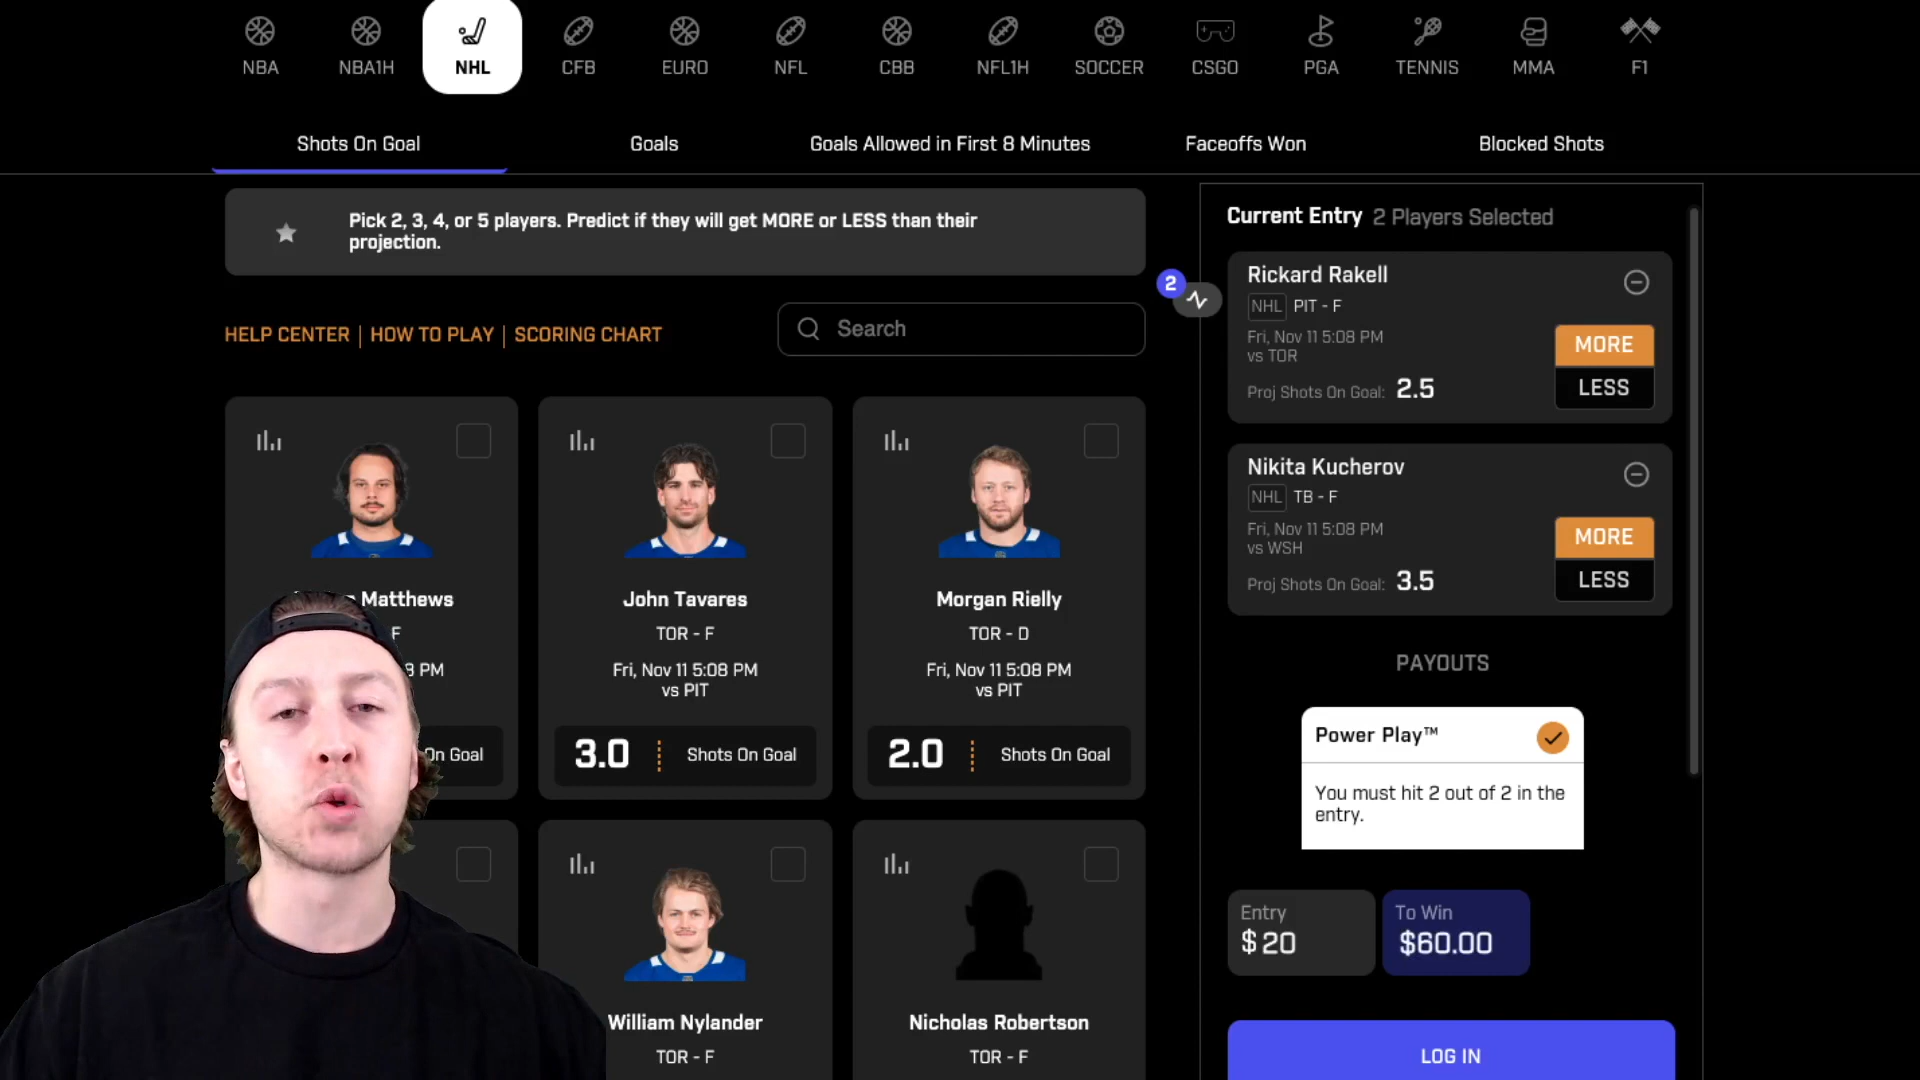 NBA NBA1H NHL CFB EURO NFL CBB NFL1H SOCCER CSGO PGA TENNIS MMA F1
Shots On Goal Goals Goals Allowed in First 8 Minutes Faceoffs Won Blocked Shots
Pick 2, 3, 4, or 5 players. Predict if they will get MORE or LESS than their
projection.
HELP CENTER | HOW TO PLAY | SCORING CHART
Search
Matthews
F
8 PM
On Goal
John Tavares
TOR - F
Fri, Nov 11 5:08 PM
vs PIT
3.0 Shots On Goal
Morgan Rielly
TOR - D
Fri, Nov 11 5:08 PM
vs PIT
2.0 Shots On Goal
William Nylander
TOR - F
Nicholas Robertson
TOR - F
Current Entry 2 Players Selected
2
Rickard Rakell
NHL PIT - F
Fri, Nov 11 5:08 PM
vs TOR
Proj Shots On Goal: 2.5
MORE
LESS
Nikita Kucherov
NHL TB - F
Fri, Nov 11 5:08 PM
vs WSH
Proj Shots On Goal: 3.5
MORE
LESS
PAYOUTS
Power Play™
You must hit 2 out of 2 in the
entry.
Entry
$ 20
To Win
$60.00
LOG IN